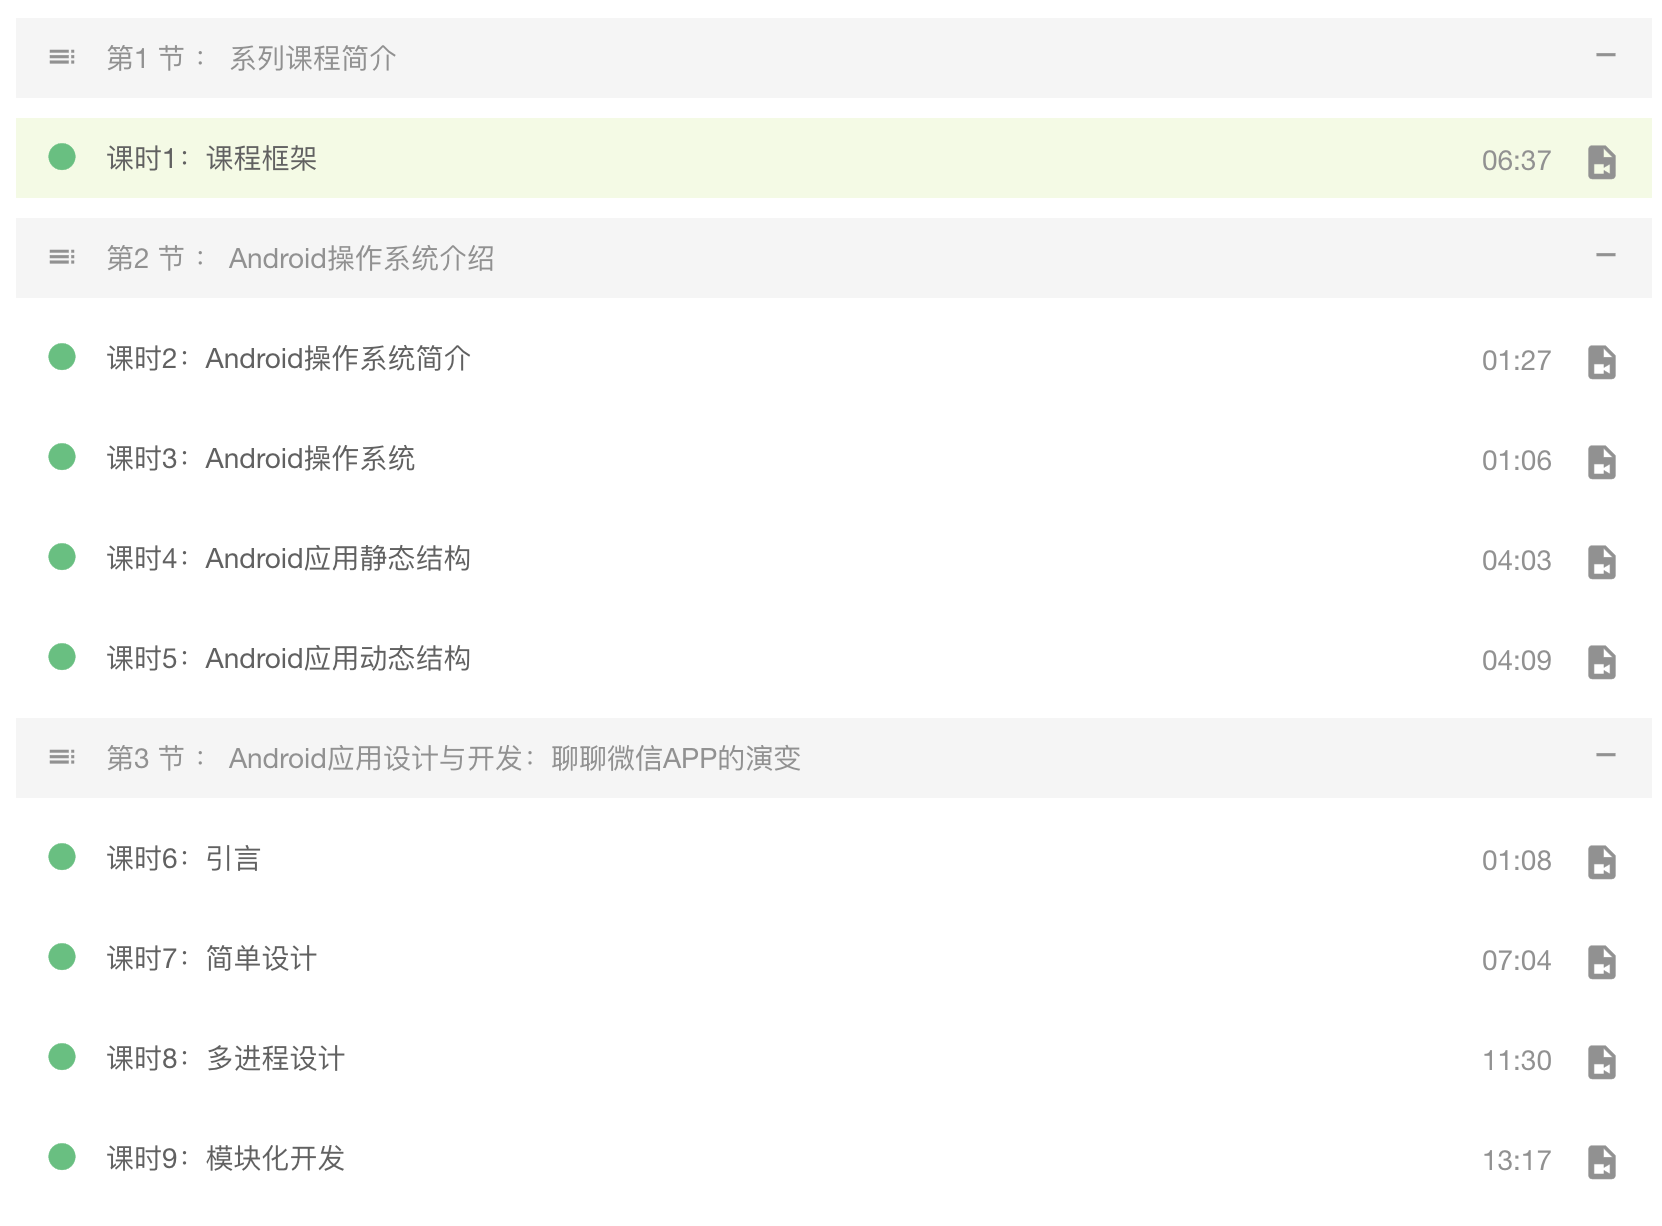 第1 节： 系列课程简介
课时1：课程框架 06:37
第2 节： Android操作系统介绍
课时2：Android操作系统简介 01:27
课时3：Android操作系统 01:06
课时4：Android应用静态结构 04:03
课时5：Android应用动态结构 04:09
第3 节： Android应用设计与开发：聊聊微信APP的演变
课时6：引言 01:08
课时7：简单设计 07:04
课时8：多进程设计 11:30
课时9：模块化开发 13:17